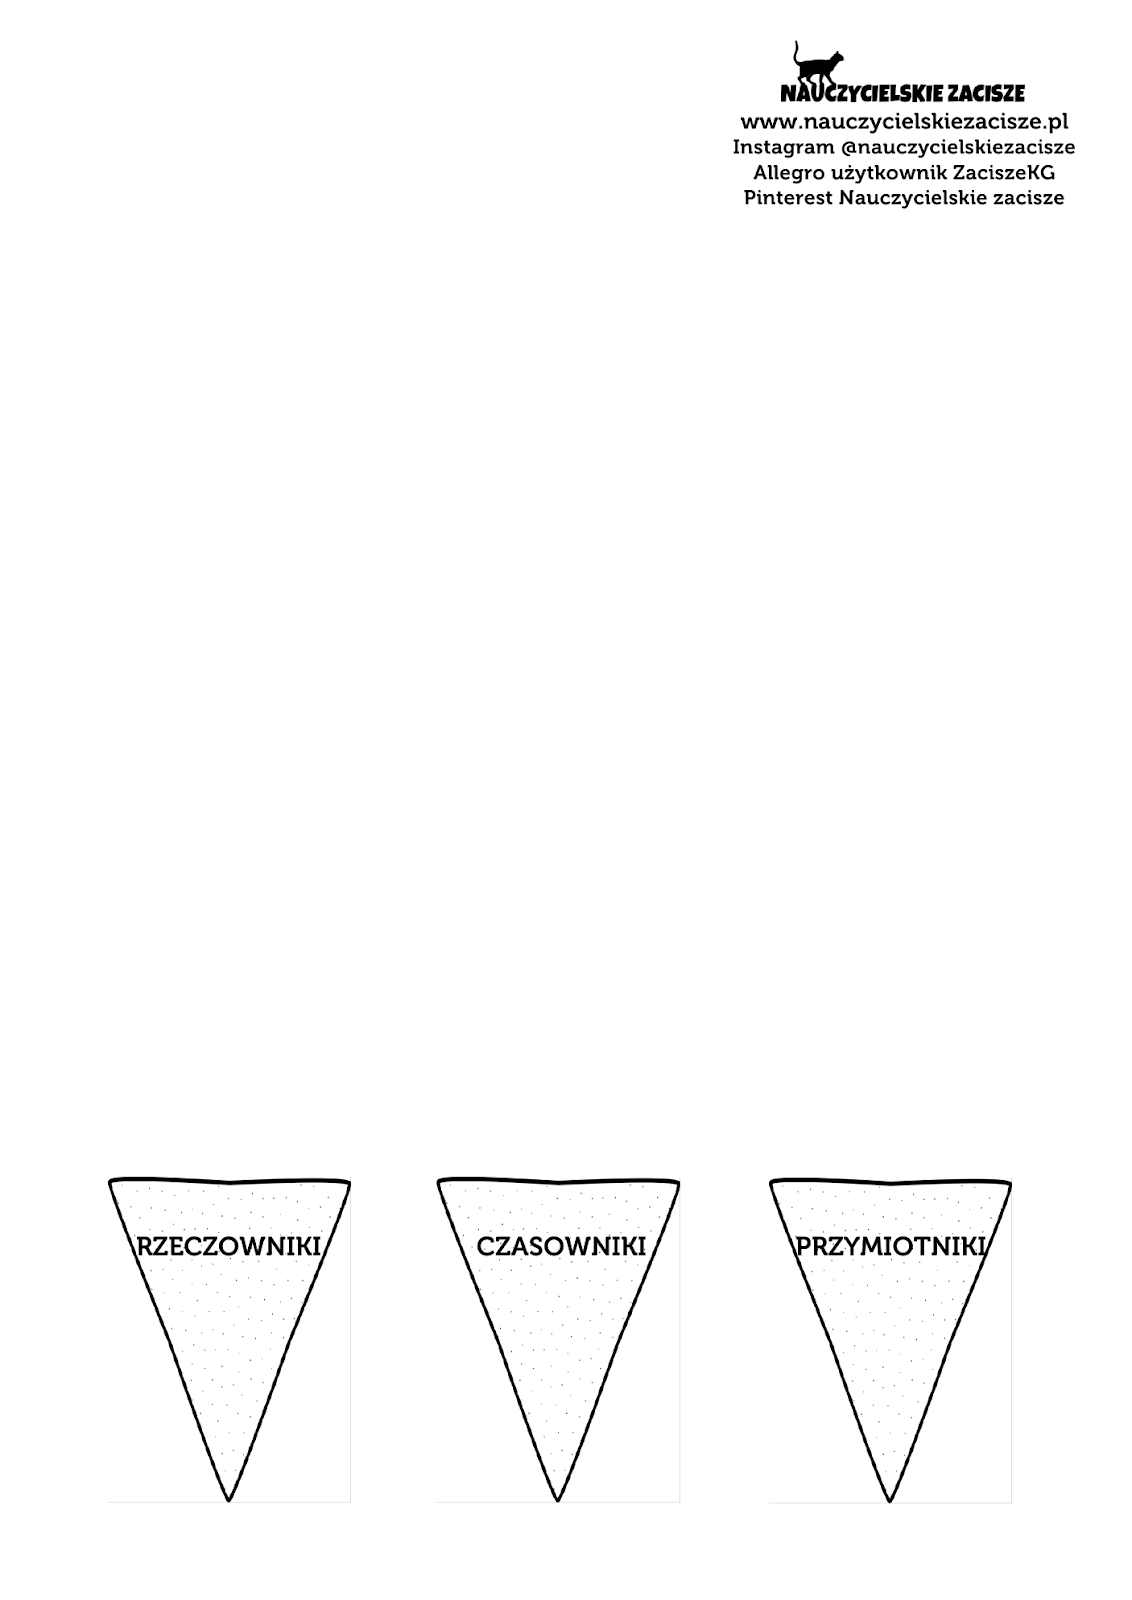 NAUCZYCIELSKIE ZACISZE
www.nauczycielskiezacisze.pl
Instagram @nauczycielskiezacisze
Allegro użytkownik ZaciszeKG
Pinterest Nauczycielskie zacisze
RZECZOWNIKI
CZASOWNIKI
PRZYMIOTNIKI